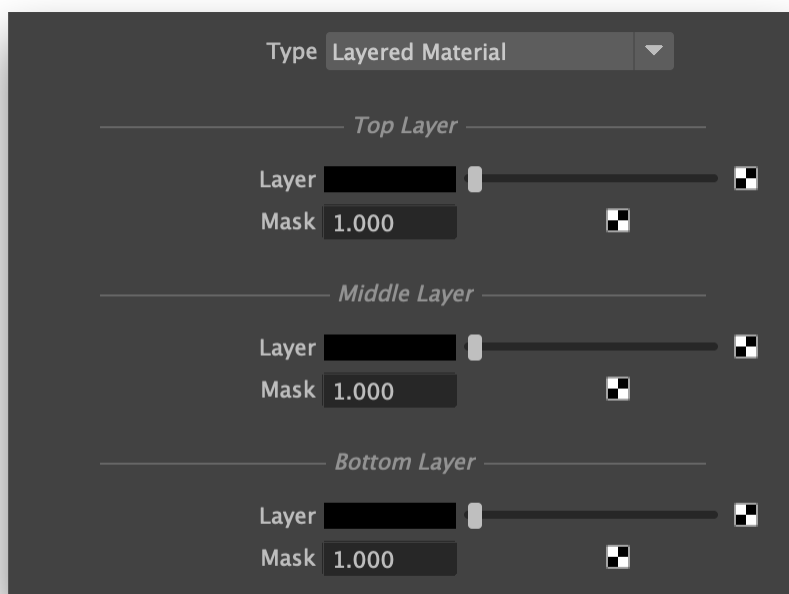 Type Layered Material
Top Layer
Layer
Mask 1.000
Middle Layer
Layer
Mask 1.000
Bottom Layer
Layer
Mask 1.000